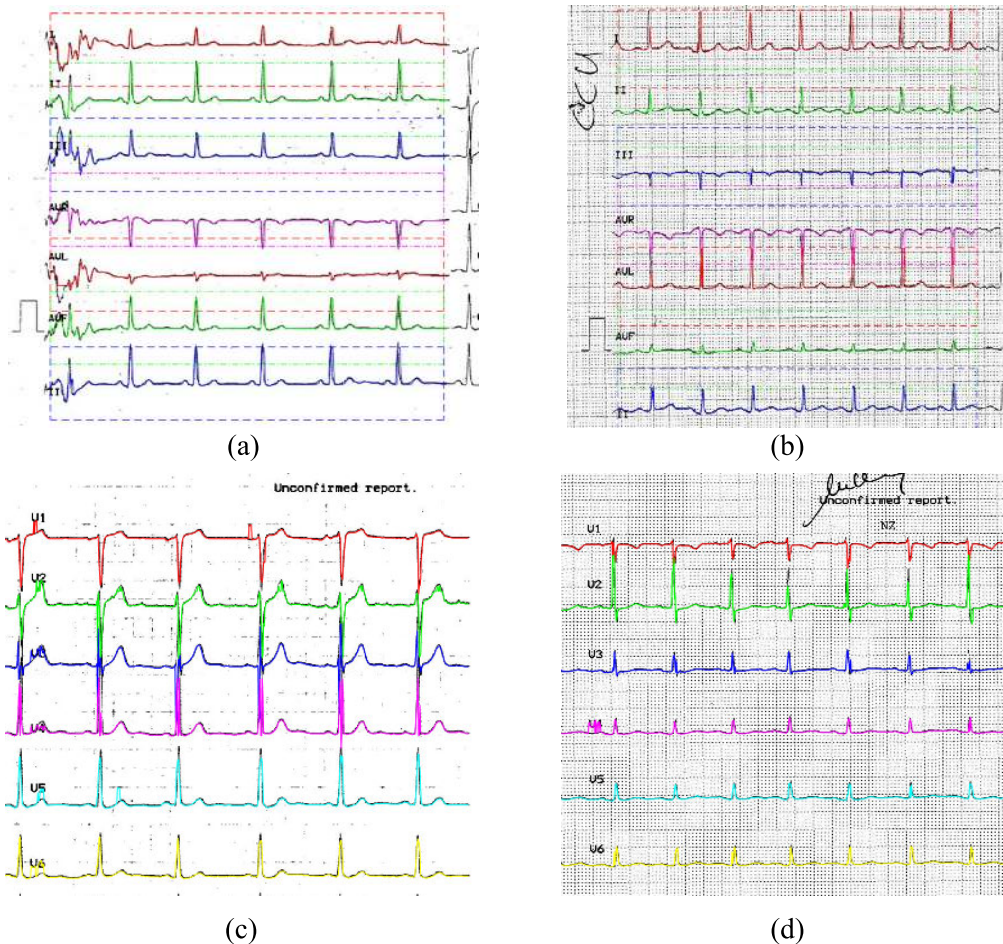 I
II
III
AVR
AVL
AVF
II
(a)
CCU
I
II
III
AVR
AVL
AVF
II
(b)
Unconfirmed report.
V1
V2
V3
V4
V5
V6
(c)
Unconfirmed report.
NZ
V1
V2
V3
V4
V5
V6
(d)